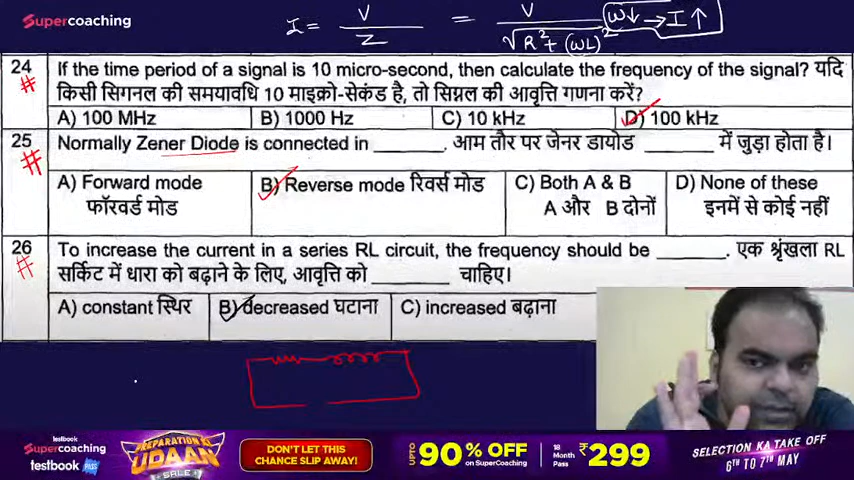 Supercoaching
I = V / Z = V / √R² + (ωL)² ω↓ → I ↑
24
#
If the time period of a signal is 10 micro-second, then calculate the frequency of the signal? यदि
किसी सिगनल की समयावधि 10 माइक्रो-सेकंड है, तो सिग्नल की आवृत्ति गणना करें?
A) 100 MHz B) 1000 Hz C) 10 kHz D) 100 kHz
25
#
Normally Zener Diode is connected in ______. आम तौर पर जेनर डायोड ______ में जुड़ा होता है।
A) Forward mode
फॉरवर्ड मोड
B) Reverse mode रिवर्स मोड
C) Both A & B
A और B दोनों
D) None of these
इनमें से कोई नहीं
26
#
To increase the current in a series RL circuit, the frequency should be ______. एक श्रृंखला RL
सर्किट में धारा को बढ़ाने के लिए, आवृत्ति को ______ चाहिए।
A) constant स्थिर B) decreased घटाना C) increased बढ़ाना
testbook
Supercoaching
testbook PASS
PREPARATION KI
UDAAN
SALE
DON'T LET THIS
CHANCE SLIP AWAY!
UPTO 90% OFF
on SuperCoaching
18
Month
Pass
₹299
SELECTION KA TAKE OFF
6TH TO 7TH MAY